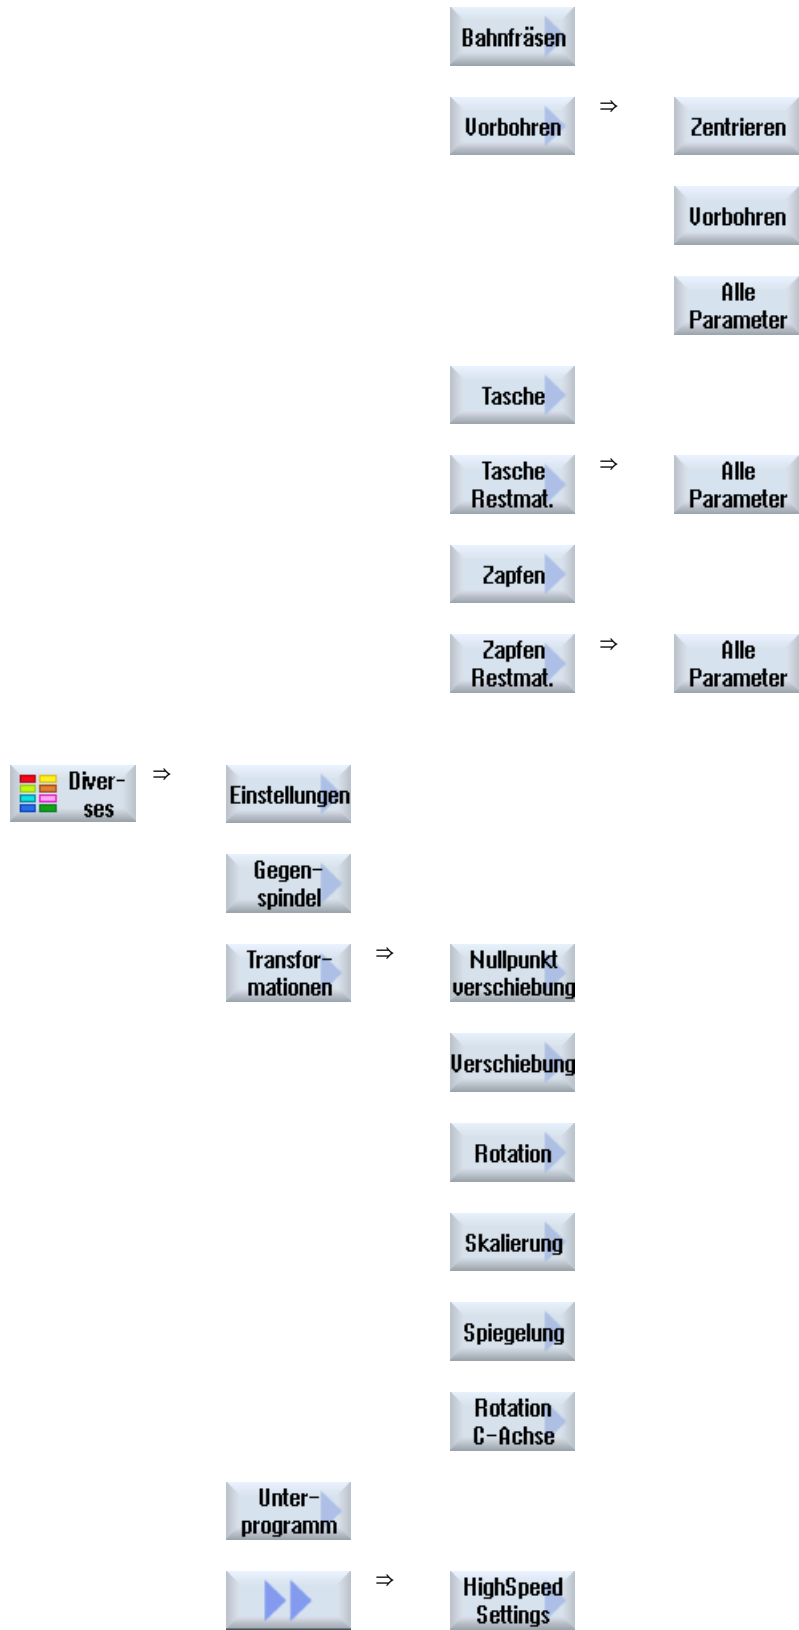 Bahnfräsen
Vorbohren ⇒ Zentrieren
Vorbohren
Alle
Parameter
Tasche
Tasche
Restmat. ⇒ Alle
Parameter
Zapfen
Zapfen
Restmat. ⇒ Alle
Parameter
Diver-
ses ⇒ Einstellungen
Gegen-
spindel
Transfor-
mationen ⇒ Nullpunkt
verschiebung
Verschiebung
Rotation
Skalierung
Spiegelung
Rotation
C-Achse
Unter-
programm
⇒ HighSpeed
Settings